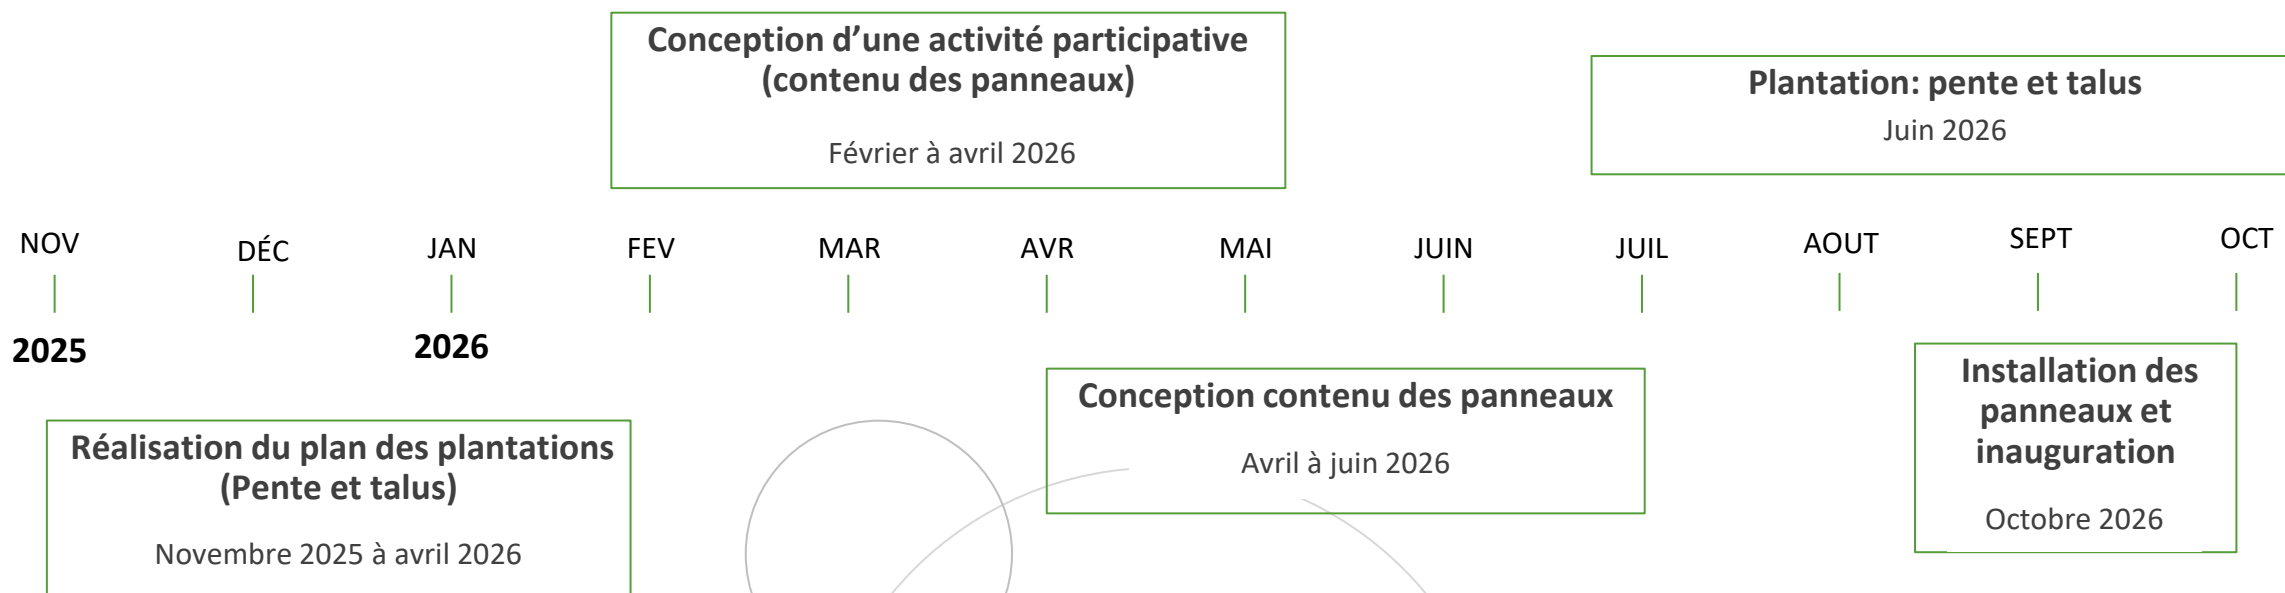 Conception d’une activité participative
(contenu des panneaux)
Février à avril 2026
Plantation: pente et talus
Juin 2026
NOV DÉC JAN FEV MAR AVR MAI JUIN JUIL AOUT SEPT OCT
2025 2026
Réalisation du plan des plantations
(Pente et talus)
Novembre 2025 à avril 2026
Conception contenu des panneaux
Avril à juin 2026
Installation des
panneaux et
inauguration
Octobre 2026